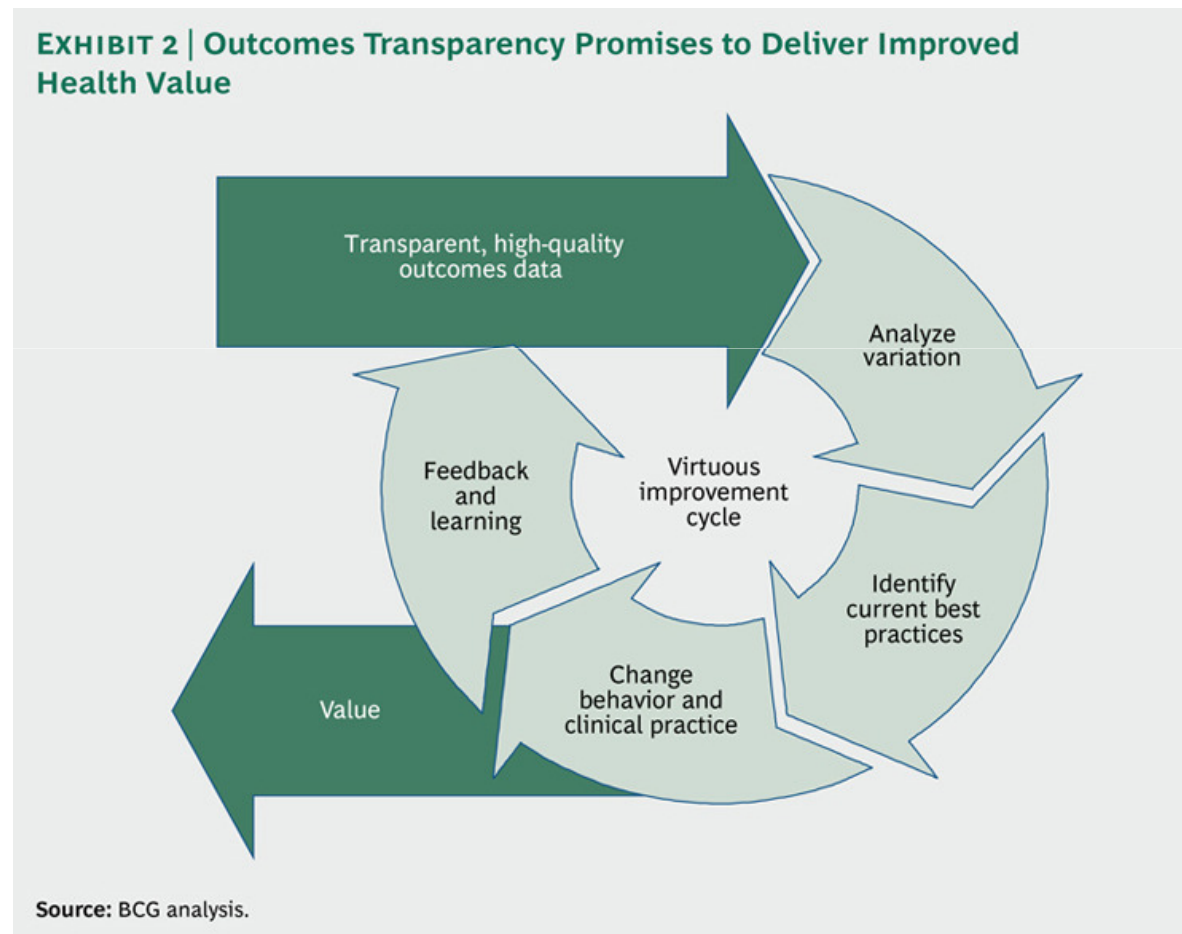 EXHIBIT 2 | Outcomes Transparency Promises to Deliver Improved
Health Value
Transparent, high-quality
outcomes data
Analyze
variation
Feedback
and
learning
Virtuous
improvement
cycle
Identify
current best
practices
Change
behavior and
clinical practice
Value
Source: BCG analysis.